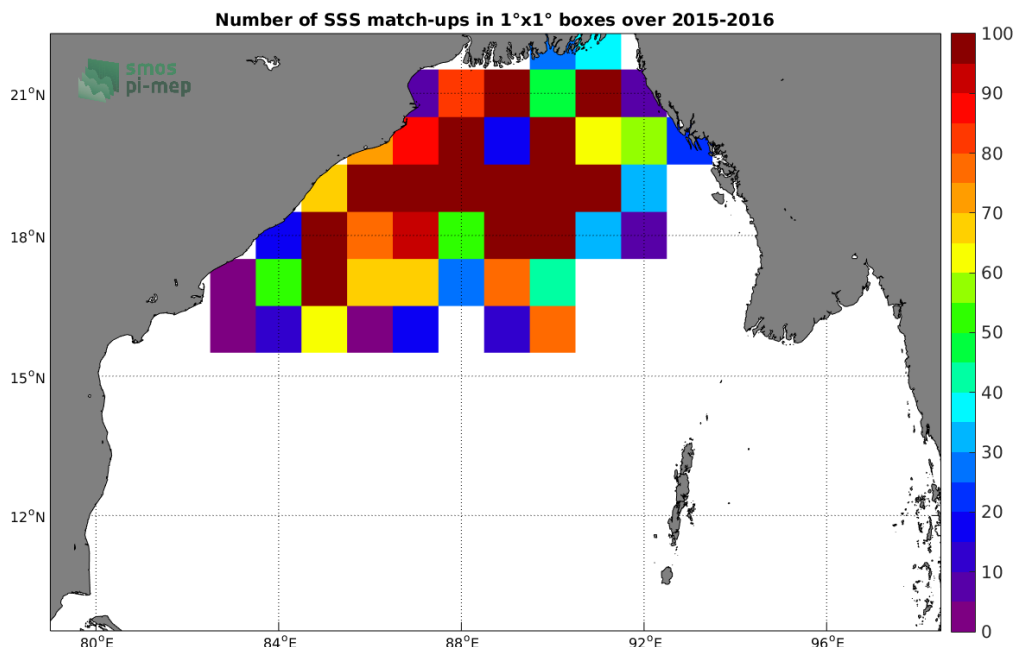 Number of SSS match-ups in 1°x1° boxes over 2015-2016
smos
pi-mep
21°N
18°N
15°N
12°N
80°E
84°E
88°E
92°E
96°E
100
90
80
70
60
50
40
30
20
10
0